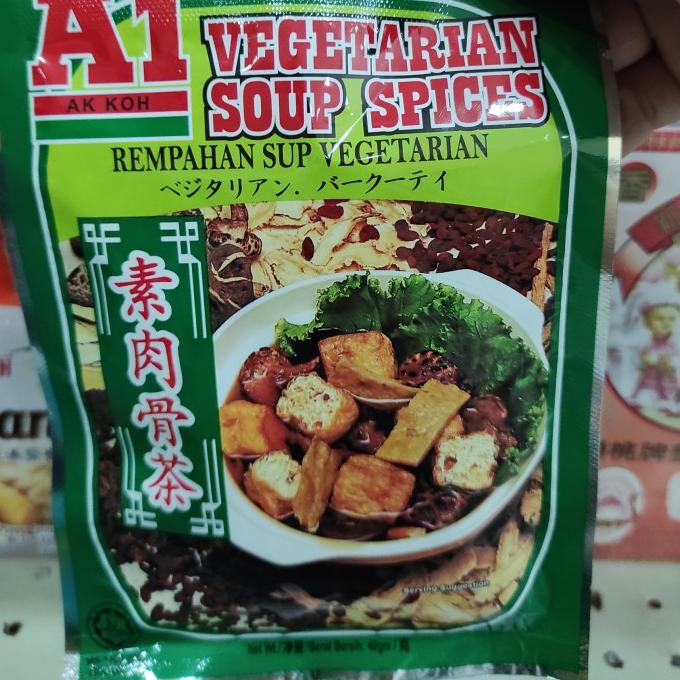 A1
AK KOH
VEGETARIAN
SOUP SPICES
REMPAHAN SUP VEGETARIAN
ベジタリアン．バークーティ
素肉骨茶
Serving Suggestion
Net Wt./净重/Berat Bersih: 40gm/克